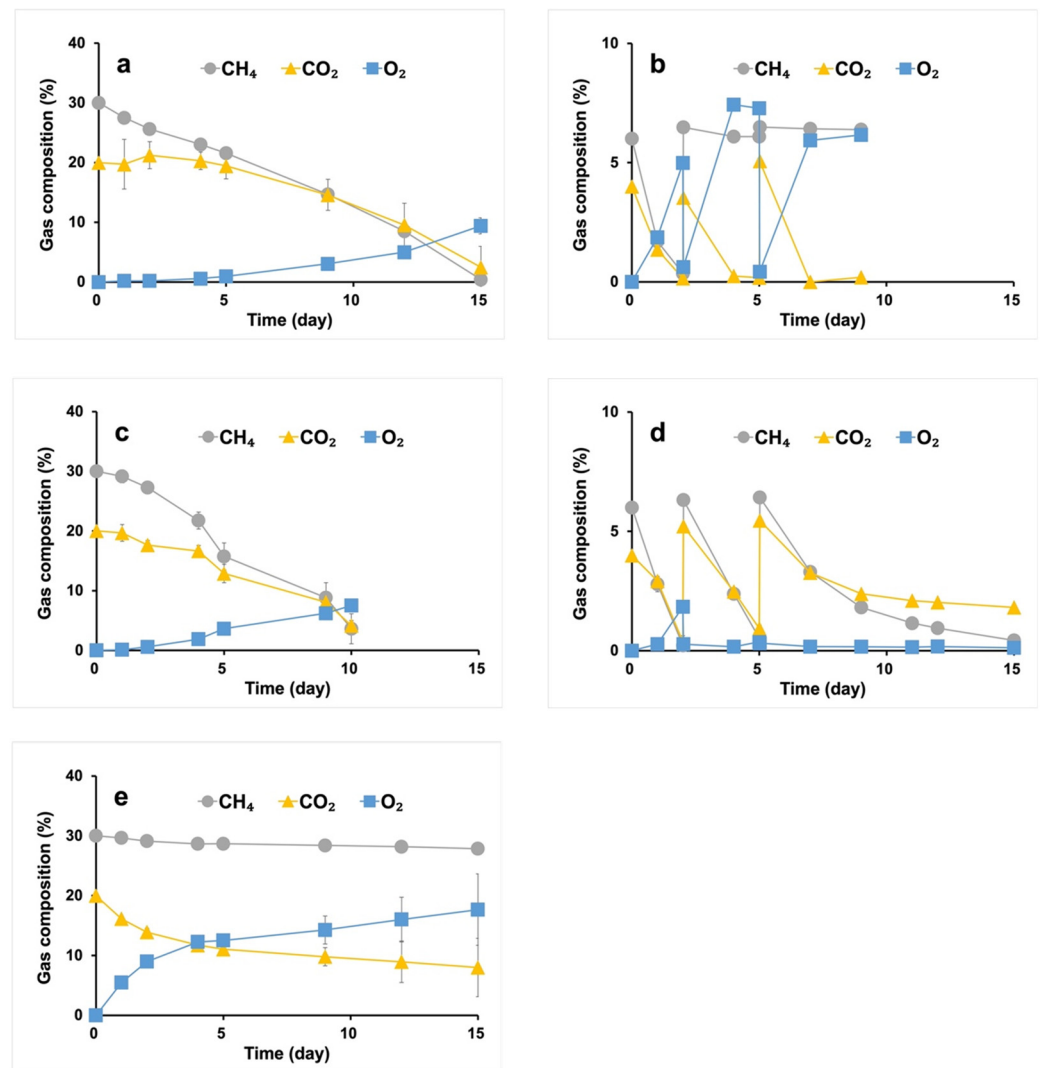 a
CH₄ CO₂ O₂
Gas composition (%)
40
30
20
10
0
0 5 10 15
Time (day)
b
CH₄ CO₂ O₂
Gas composition (%)
10
5
0
0 5 10 15
Time (day)
c
CH₄ CO₂ O₂
Gas composition (%)
40
30
20
10
0
0 5 10 15
Time (day)
d
CH₄ CO₂ O₂
Gas composition (%)
10
5
0
0 5 10 15
Time (day)
e
CH₄ CO₂ O₂
Gas composition (%)
40
30
20
10
0
0 5 10 15
Time (day)